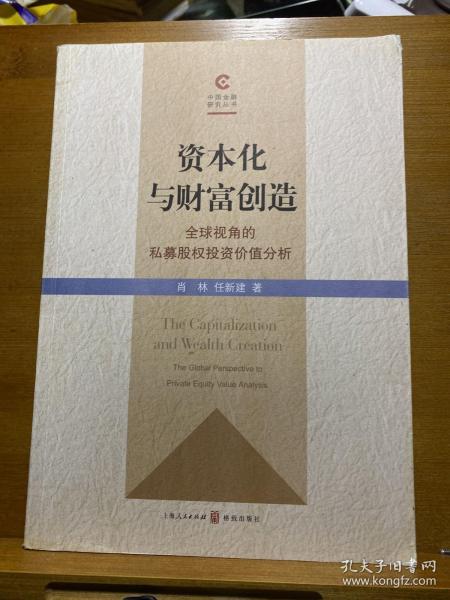 中国金融
研究丛书
资本化
与财富创造
全球视角的
私募股权投资价值分析
肖 林 任新建 著
The Capitalization
and Wealth Creation
The Global Perspective to
Private Equity Value Analysis
上海人民出版社 格致出版社
孔夫子旧书网
www.kongfz.com